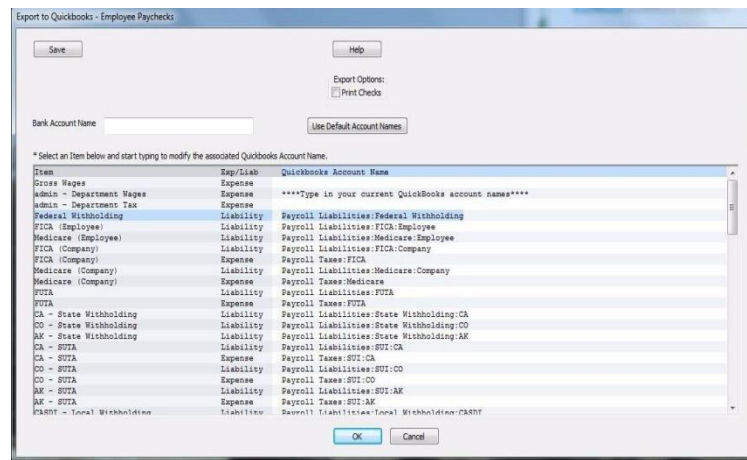 Export to Quickbooks - Employee Paychecks
Save Help
Export Options:
Print Checks
Bank Account Name Use Default Account Names
* Select an Item below and start typing to modify the associated Quickbooks Account Name.
Item Exp/Liab Quickbooks Account Name
Gross Wages Expense
admin - Department Wages Expense ****Type in your current QuickBooks account names****
admin - Department Tax Expense
Federal Withholding Liability Payroll Liabilities:Federal Withholding
FICA (Employee) Liability Payroll Liabilities:FICA:Employee
Medicare (Employee) Liability Payroll Liabilities:Medicare:Employee
FICA (Company) Liability Payroll Liabilities:FICA:Company
FICA (Company) Expense Payroll Taxes:FICA
Medicare (Company) Liability Payroll Liabilities:Medicare:Company
Medicare (Company) Expense Payroll Taxes:Medicare
FUTA Liability Payroll Liabilities:FUTA
FUTA Expense Payroll Taxes:FUTA
CA - State Withholding Liability Payroll Liabilities:State Withholding:CA
CO - State Withholding Liability Payroll Liabilities:State Withholding:CO
AK - State Withholding Liability Payroll Liabilities:State Withholding:AK
CA - SUTA Liability Payroll Liabilities:SUI:CA
CA - SUTA Expense Payroll Taxes:SUI:CA
CO - SUTA Liability Payroll Liabilities:SUI:CO
CO - SUTA Expense Payroll Taxes:SUI:CO
AK - SUTA Liability Payroll Liabilities:SUI:AK
AK - SUTA Expense Payroll Taxes:SUI:AK
CASDI - Local Withholding Liability Payroll Liabilities:Local Withholding:CASDI
OK Cancel